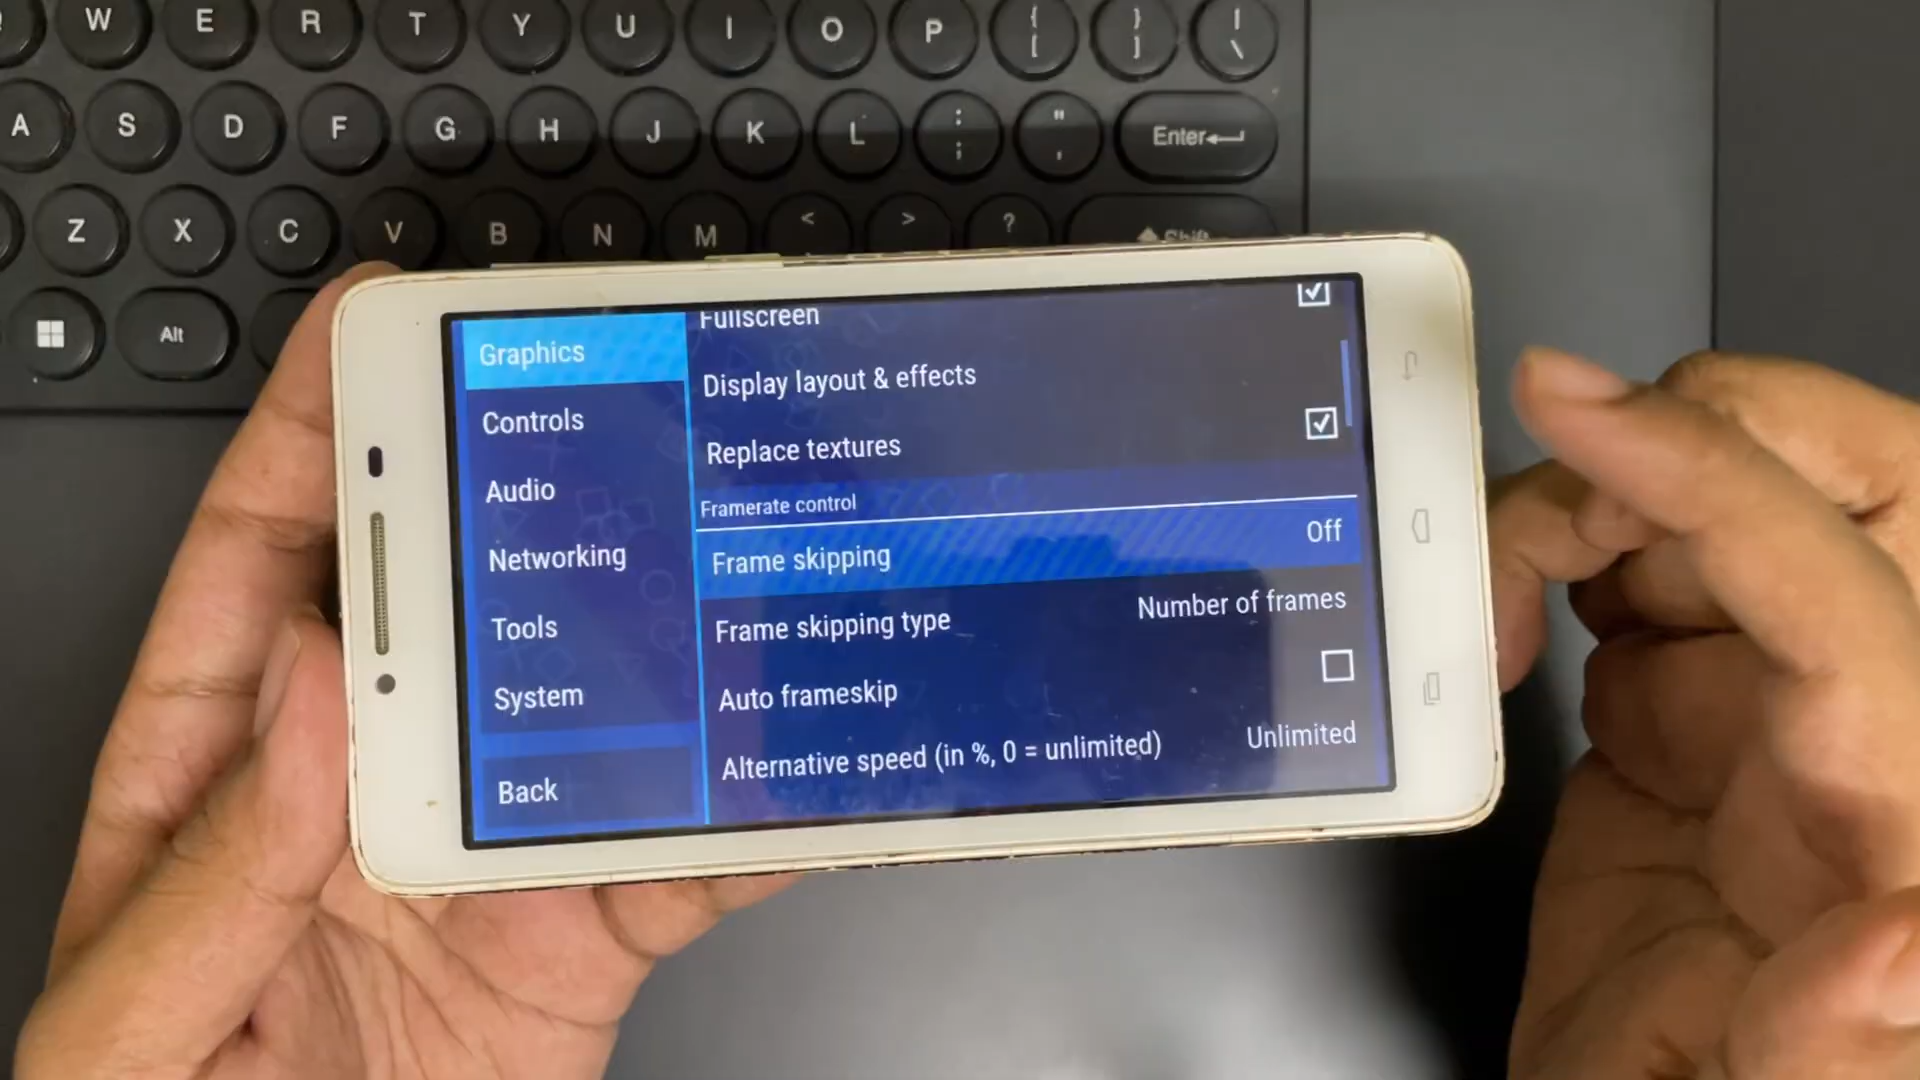 W E R T Y U I O P { [ } ] ! \
A S D F G H J K L : ; " , Enter
Z X C V B N M < > ? Shift
Alt
Graphics
Controls
Audio
Networking
Tools
System
Back
Fullscreen
Display layout & effects
Replace textures
Framerate control
Frame skipping Off
Frame skipping type Number of frames
Auto frameskip
Alternative speed (in %, 0 = unlimited) Unlimited